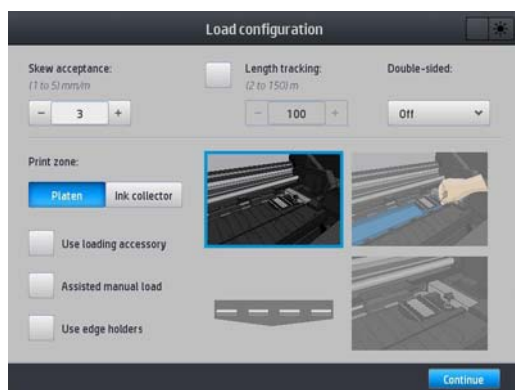 Load configuration
Skew acceptance:
(1 to 5) mm/m
− 3 +
Length tracking:
(2 to 150) m
− 100 +
Double-sided:
Off
Print zone:
Platen
Ink collector
Use loading accessory
Assisted manual load
Use edge holders
Continue